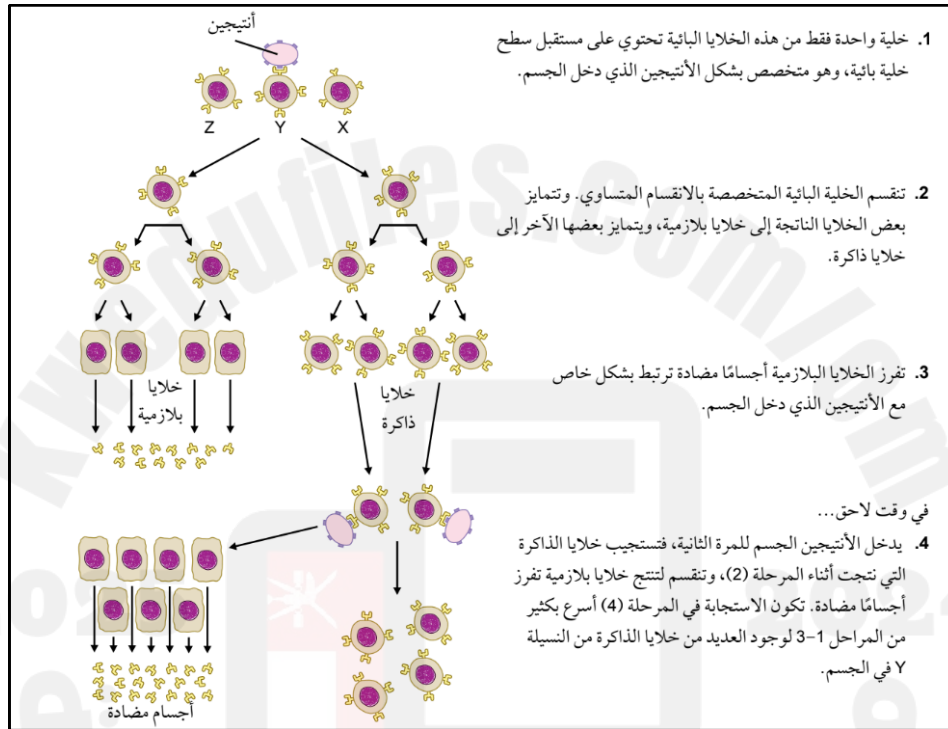 أنتيجين
Z
Y
X
خلايا
بلازمية
خلايا
ذاكرة
أجسام مضادة
1. خلية واحدة فقط من هذه الخلايا البائية تحتوي على مستقبل سطح
خلية بائية، وهو متخصص بشكل الأنتيجين الذي دخل الجسم.
2. تنقسم الخلية البائية المتخصصة بالانقسام المتساوي. وتتمايز
بعض الخلايا الناتجة إلى خلايا بلازمية، ويتمايز بعضها الآخر إلى
خلايا ذاكرة.
3. تفرز الخلايا البلازمية أجسامًا مضادة ترتبط بشكل خاص
مع الأنتيجين الذي دخل الجسم.
في وقت لاحق...
4. يدخل الأنتيجين الجسم للمرة الثانية، فتستجيب خلايا الذاكرة
التي نتجت أثناء المرحلة (2)، وتنقسم لتنتج خلايا بلازمية تفرز
أجسامًا مضادة. تكون الاستجابة في المرحلة (4) أسرع بكثير
من المراحل 1–3 لوجود العديد من خلايا الذاكرة من النسيلة
Y في الجسم.
kwedufiles.com/om